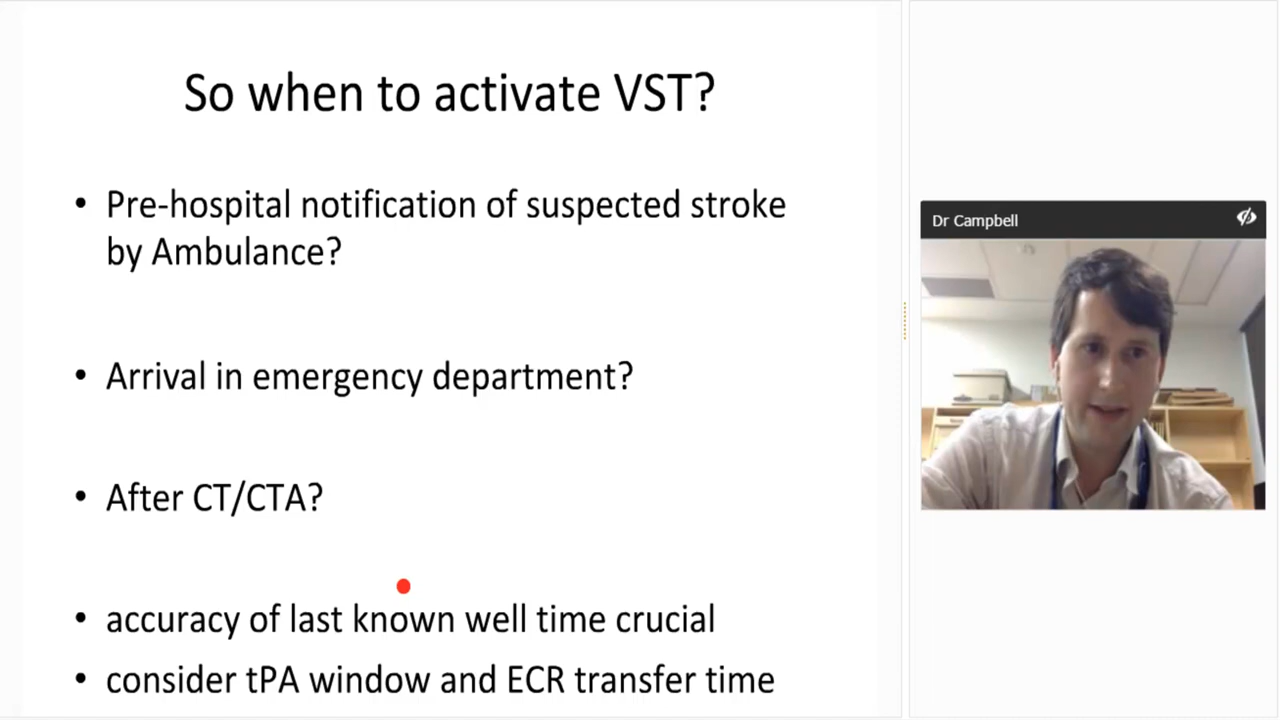 So when to activate VST?
• Pre-hospital notification of suspected stroke
by Ambulance?
• Arrival in emergency department?
• After CT/CTA?
• accuracy of last known well time crucial
• consider tPA window and ECR transfer time
Dr Campbell